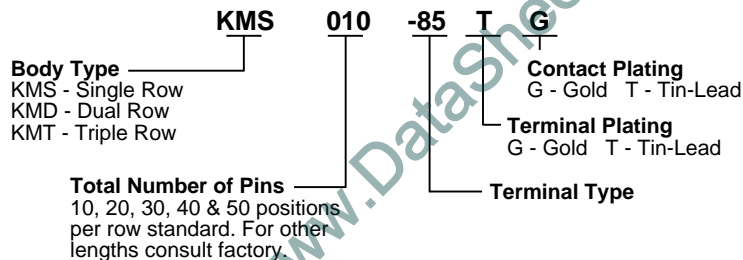 KMS 010 -85 T G
Body Type
KMS - Single Row
KMD - Dual Row
KMT - Triple Row
Contact Plating
G - Gold T - Tin-Lead
Terminal Plating
G - Gold T - Tin-Lead
Total Number of Pins
10, 20, 30, 40 & 50 positions
per row standard. For other
lengths consult factory.
Terminal Type
www.DataShee